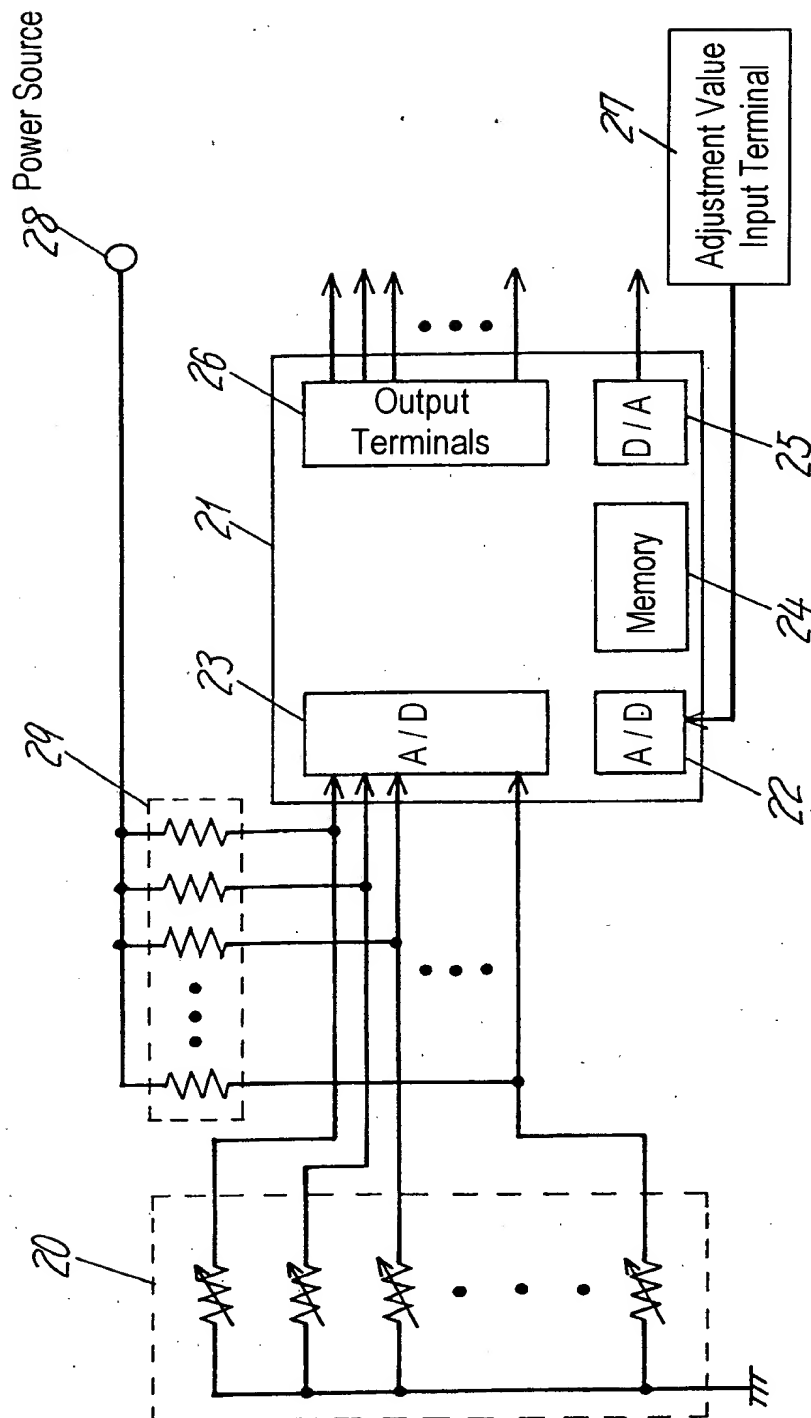 28 Power Source
29
23
21
26
20
A / D
Output
Terminals
A / D
Memory
D / A
22
24
25
27
Adjustment Value
Input Terminal